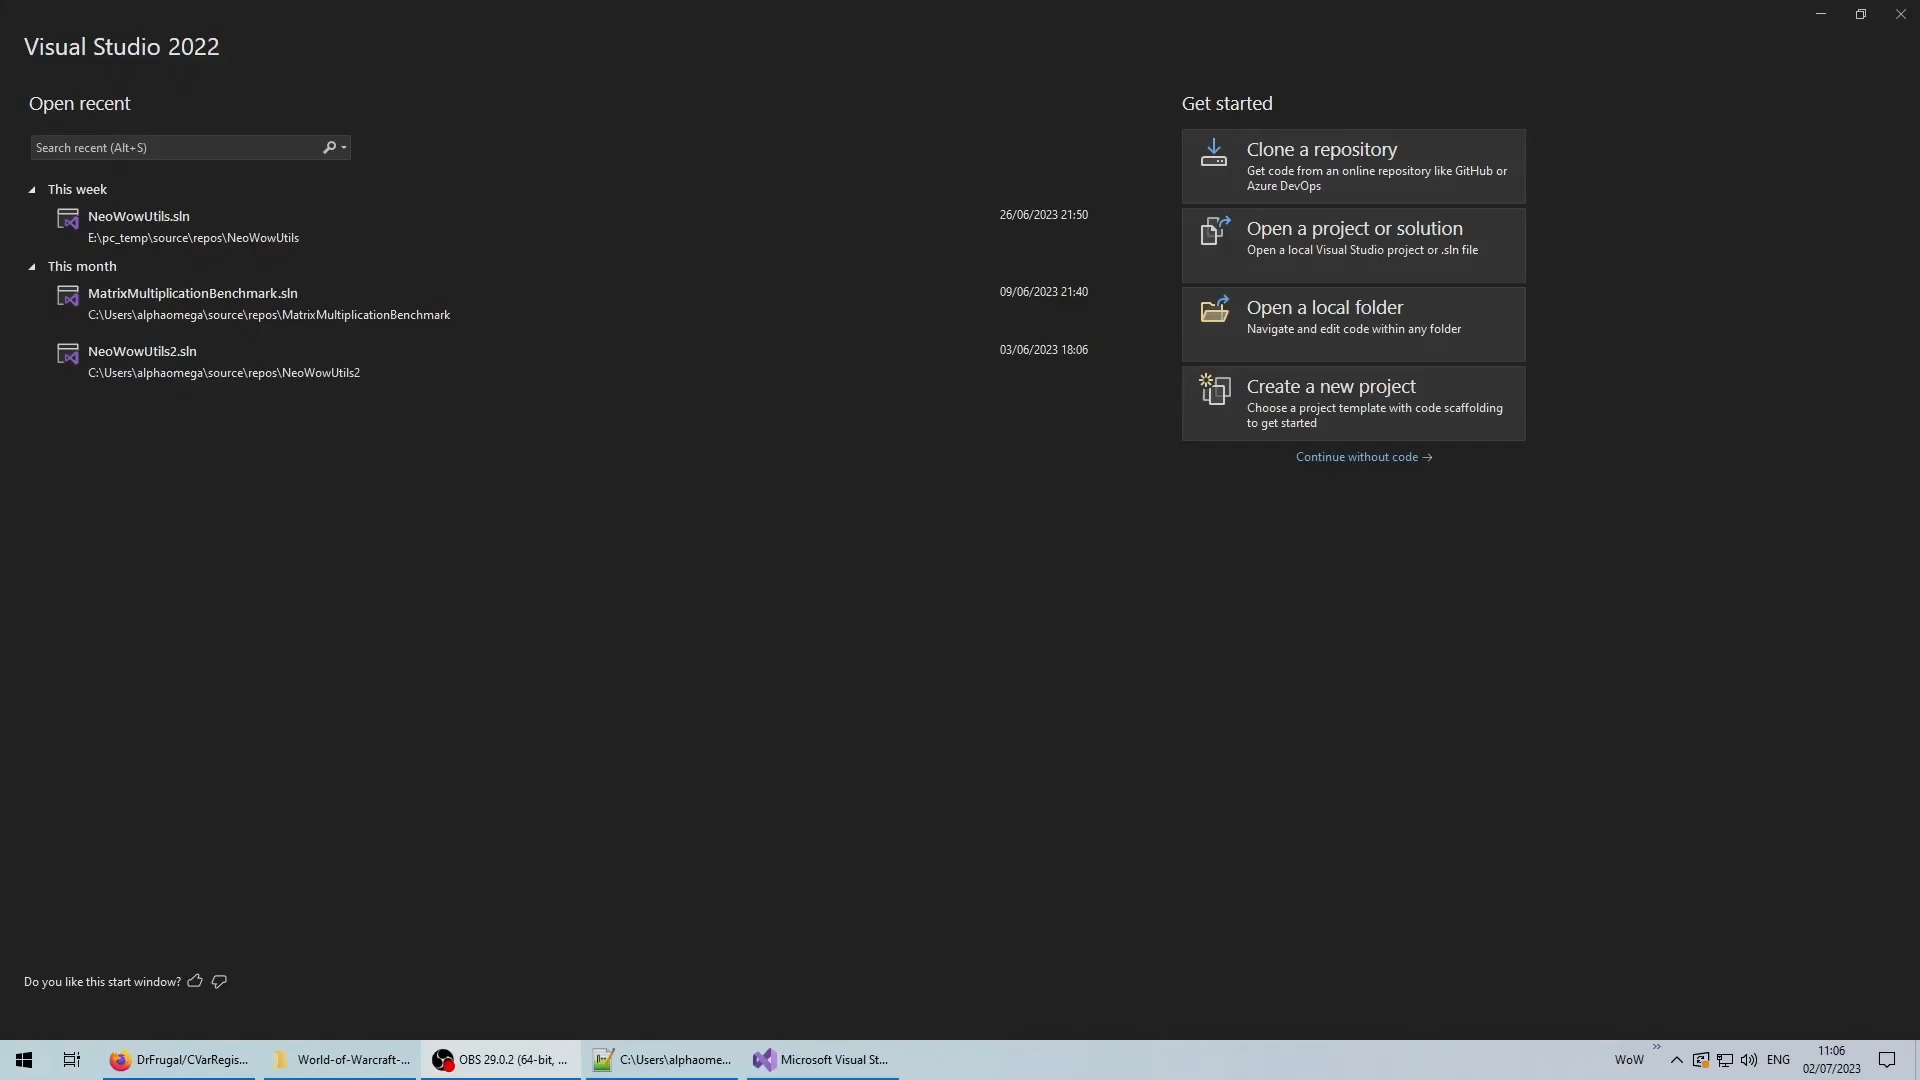 Visual Studio 2022
Open recent
Search recent (Alt+S)
This week
NeoWowUtils.sln
26/06/2023 21:50
E:\pc_temp\source\repos\NeoWowUtils
This month
MatrixMultiplicationBenchmark.sln
09/06/2023 21:40
C:\Users\alphaomega\source\repos\MatrixMultiplicationBenchmark
NeoWowUtils2.sln
03/06/2023 18:06
C:\Users\alphaomega\source\repos\NeoWowUtils2
Get started
Clone a repository
Get code from an online repository like GitHub or
Azure DevOps
Open a project or solution
Open a local Visual Studio project or .sln file
Open a local folder
Navigate and edit code within any folder
Create a new project
Choose a project template with code scaffolding
to get started
Continue without code →
Do you like this start window?
DrFrugal/CVarRegis...
World-of-Warcraft-...
OBS 29.0.2 (64-bit, ...
C:\Users\alphaome...
Microsoft Visual St...
WoW
ENG
11:06
02/07/2023